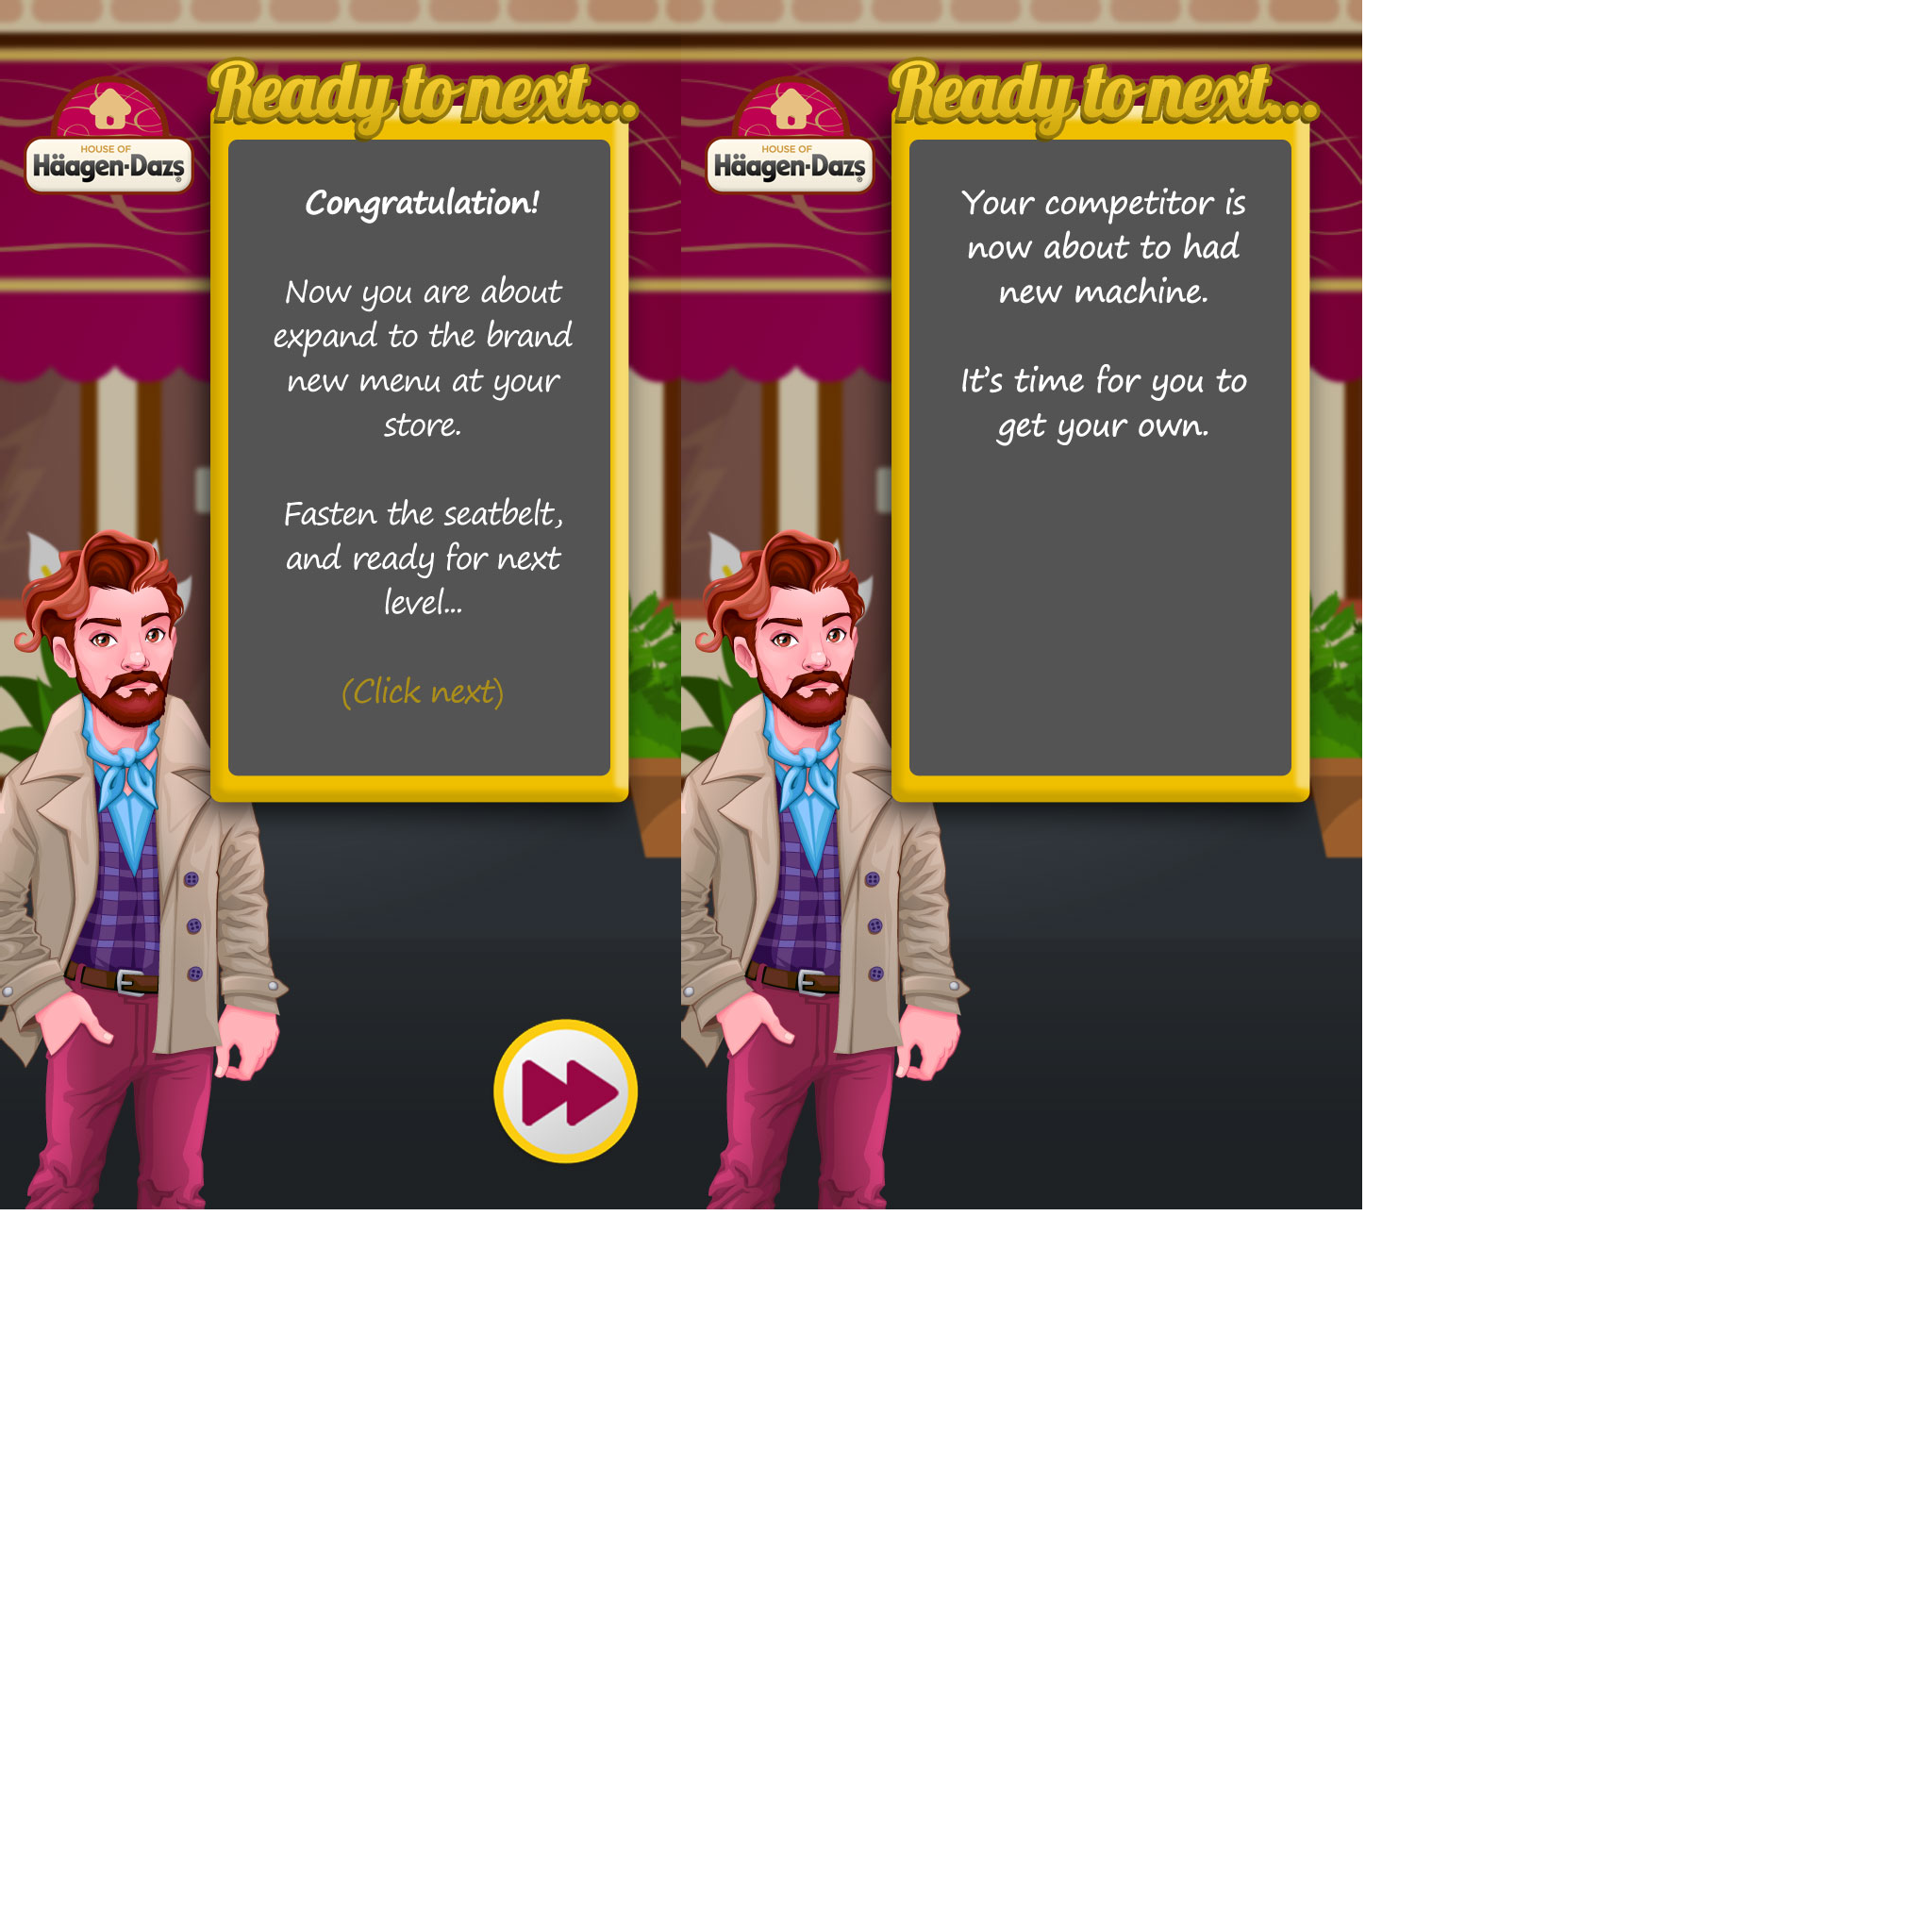 Ready to next...
HOUSE OF
Häagen-Dazs®
Congratulation!
Now you are about
expand to the brand
new menu at your
store.
Fasten the seatbelt,
and ready for next
level...
(Click next)
Ready to next...
HOUSE OF
Häagen-Dazs®
Your competitor is
now about to had
new machine.
It's time for you to
get your own.